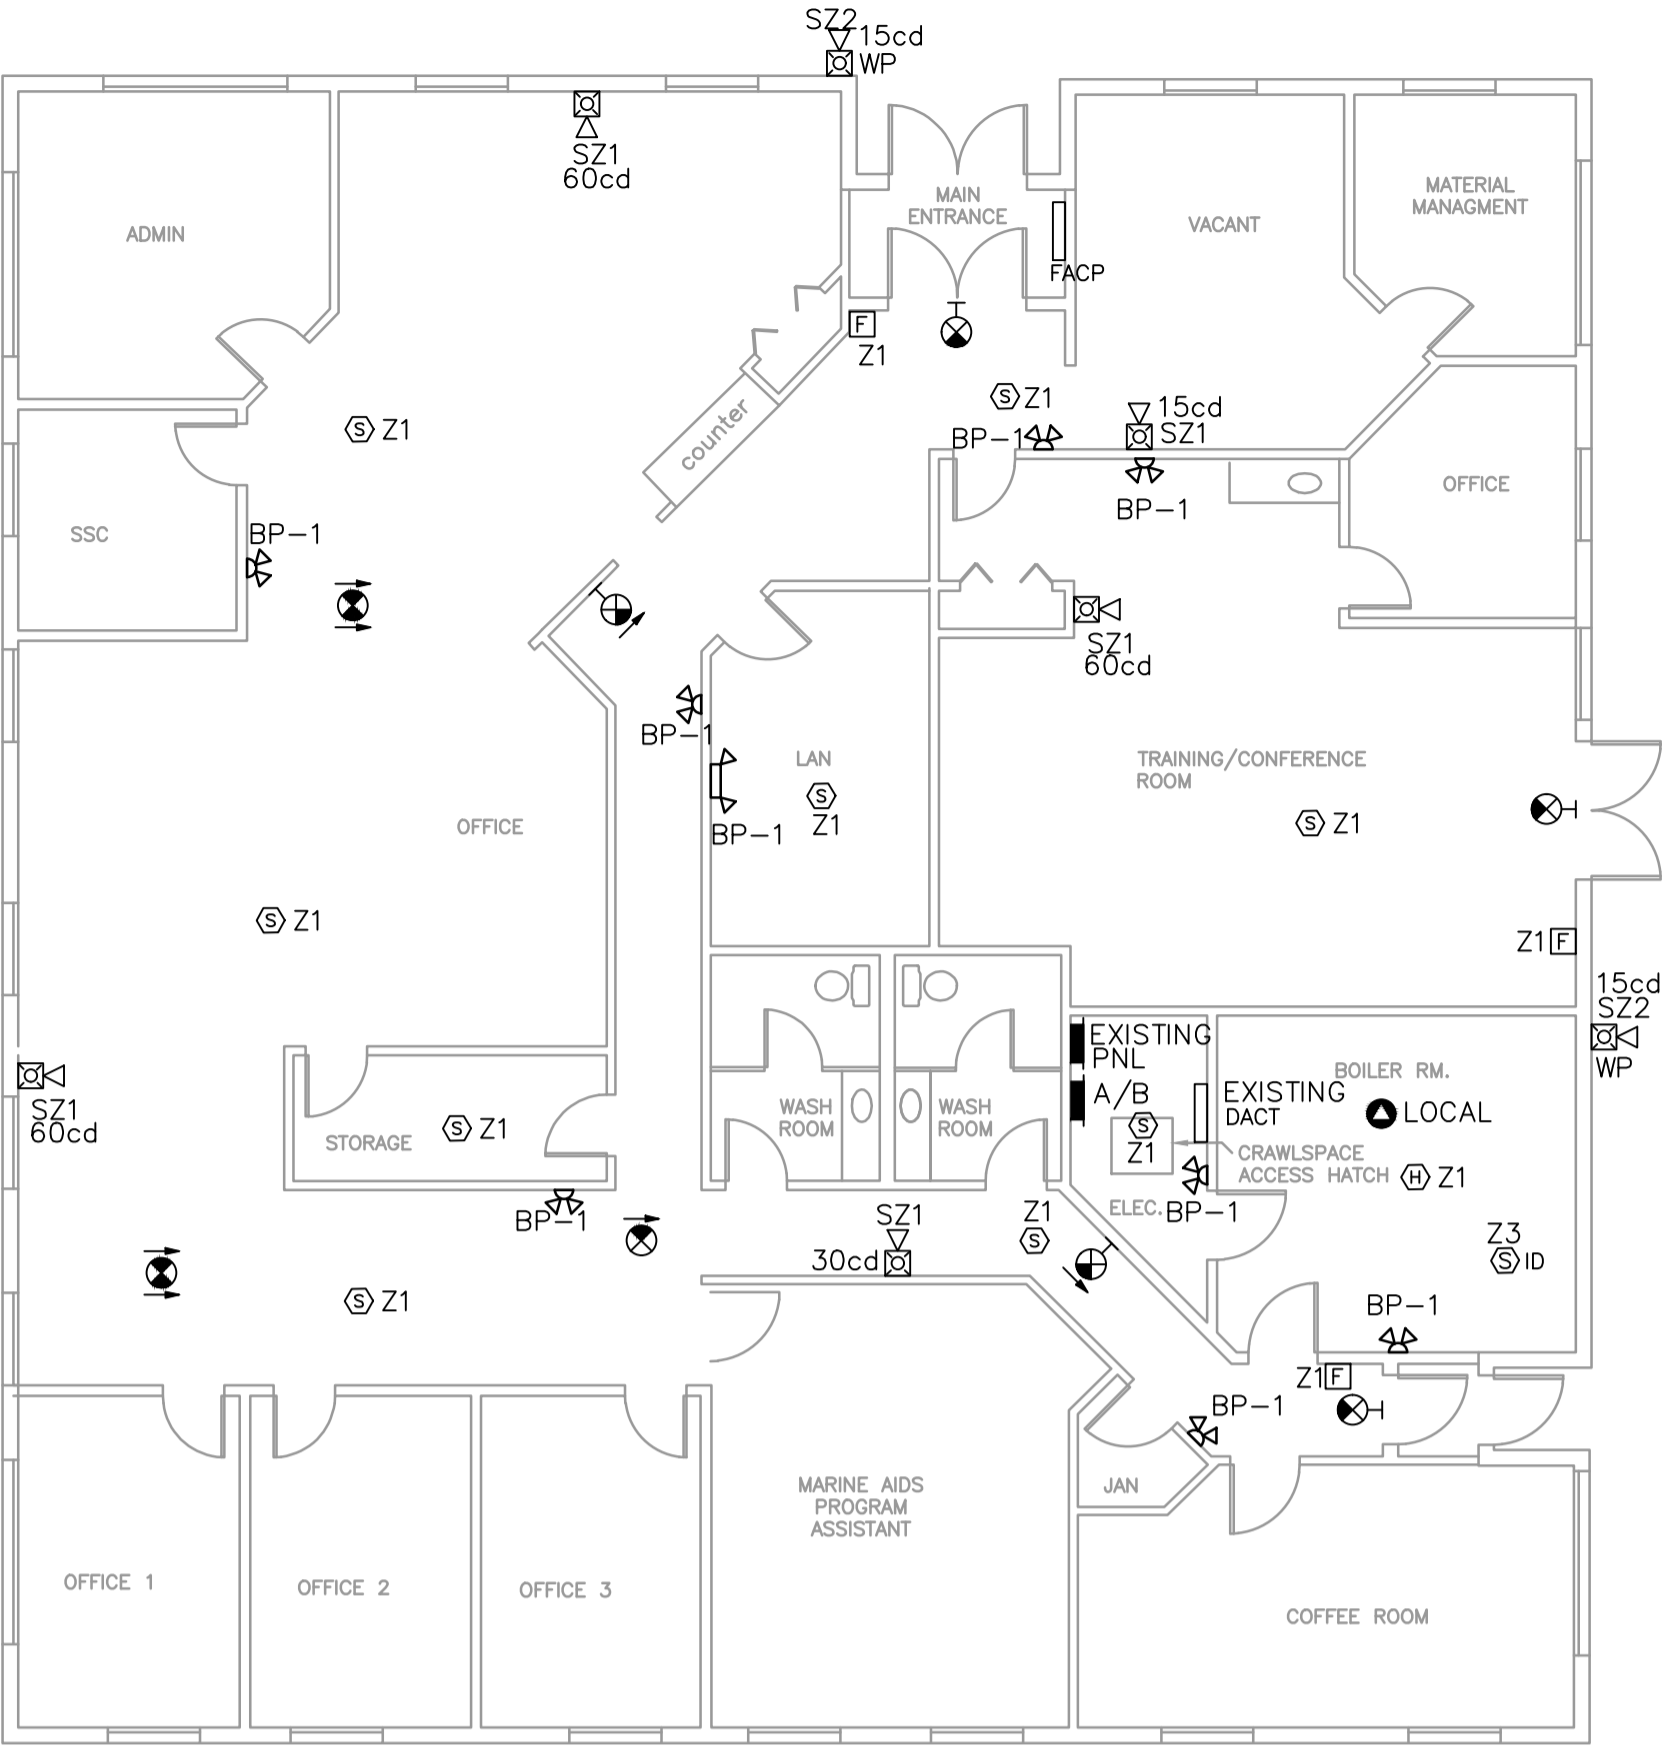 SZ2
15cd
WP
SZ1
60cd
MAIN
ENTRANCE
MATERIAL
MANAGMENT
VACANT
ADMIN
FACP
F
Z1
S Z1
15cd
BP-1
SZ1
S Z1
counter
OFFICE
BP-1
SSC
BP-1
SZ1
60cd
BP-1
LAN
TRAINING/CONFERENCE
ROOM
S
Z1
S Z1
OFFICE
BP-1
S Z1
Z1 F
15cd
SZ2
WP
EXISTING
PNL
A/B
BOILER RM.
EXISTING
DACT
LOCAL
SZ1
60cd
WASH
ROOM
WASH
ROOM
S
Z1
STORAGE
S Z1
CRAWLSPACE
ACCESS HATCH
H Z1
ELEC.
BP-1
BP-1
SZ1
30cd
Z1
S
Z3
S ID
S Z1
BP-1
Z1 F
BP-1
JAN
MARINE AIDS
PROGRAM
ASSISTANT
OFFICE 1
OFFICE 2
OFFICE 3
COFFEE ROOM